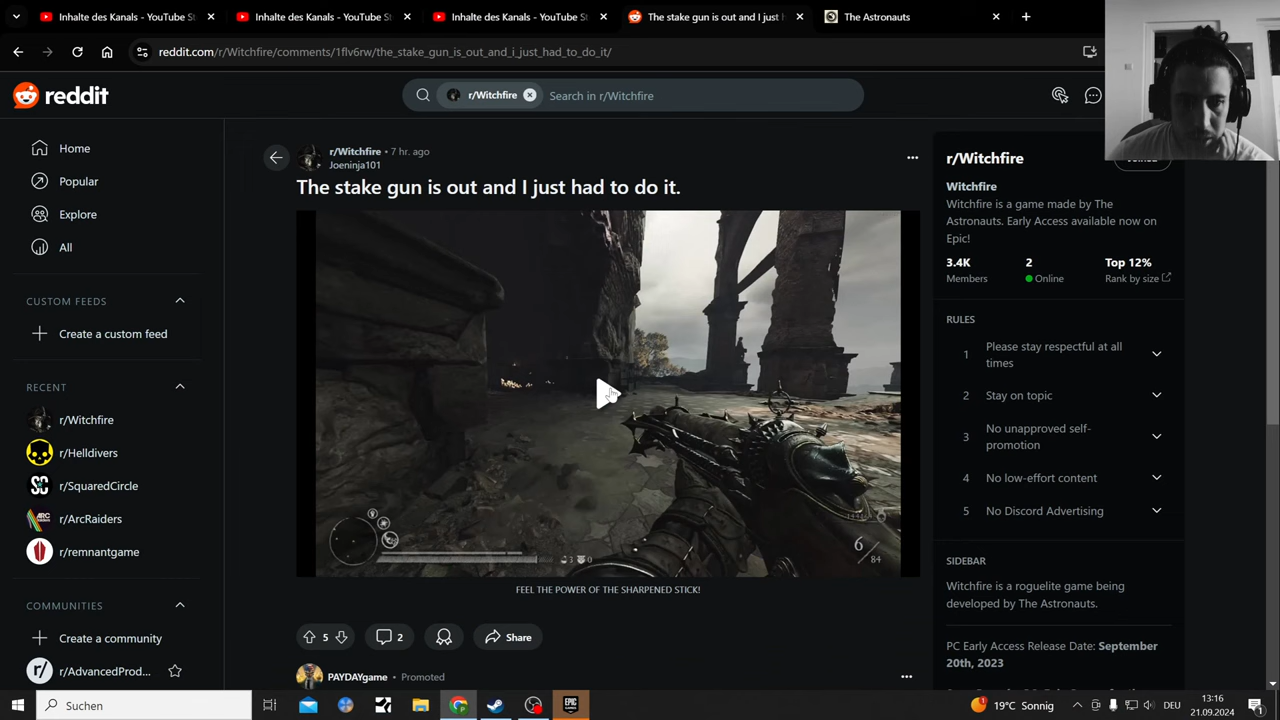 Inhalte des Kanals - YouTube St
Inhalte des Kanals - YouTube St
Inhalte des Kanals - YouTube St
The stake gun is out and I just h
The Astronauts
reddit.com/r/Witchfire/comments/1flv6rw/the_stake_gun_is_out_and_i_just_had_to_do_it/
reddit
r/Witchfire
Search in r/Witchfire
Home
Popular
Explore
All
CUSTOM FEEDS
Create a custom feed
RECENT
r/Witchfire
r/Helldivers
r/SquaredCircle
r/ArcRaiders
r/remnantgame
COMMUNITIES
Create a community
r/AdvancedProd...
r/Witchfire • 7 hr. ago
Joeninja101
The stake gun is out and I just had to do it.
3 0
6
84
FEEL THE POWER OF THE SHARPENED STICK!
5
2
Share
PAYDAYgame • Promoted
r/Witchfire
Witchfire
Witchfire is a game made by The
Astronauts. Early Access available now on
Epic!
3.4K
Members
2
Online
Top 12%
Rank by size
RULES
1 Please stay respectful at all
times
2 Stay on topic
3 No unapproved self-
promotion
4 No low-effort content
5 No Discord Advertising
SIDEBAR
Witchfire is a roguelite game being
developed by The Astronauts.
PC Early Access Release Date: September
20th, 2023
Suchen
EPIC
19°C Sonnig
DEU
13:16
21.09.2024